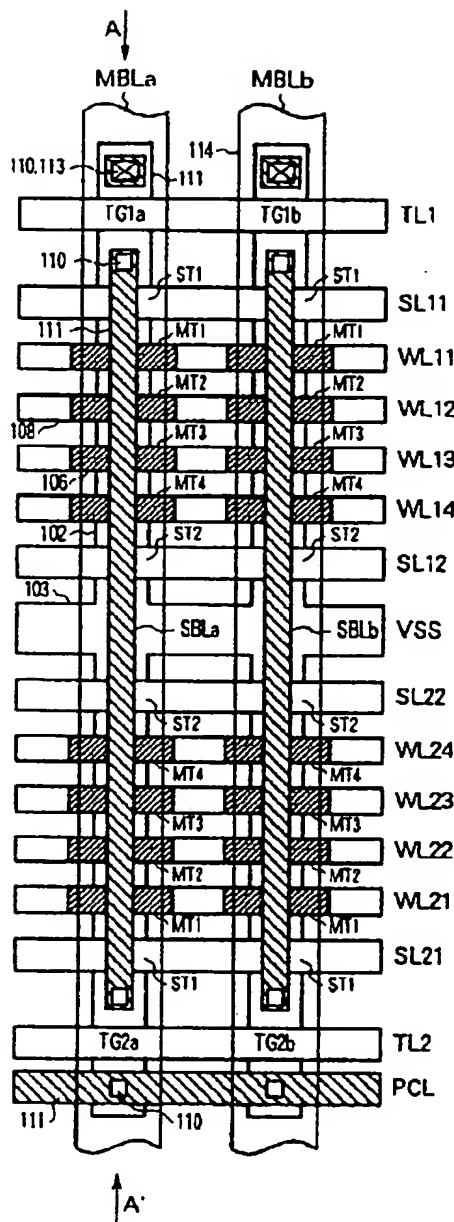 A
MBLa MBLb
110,113 111 114
TG1a TG1b TL1
110
ST1 ST1
111 SL11
MT1 MT1
WL11
MT2 MT2
WL12
108 MT3 MT3
WL13
106 MT4 MT4
WL14
102 ST2 ST2
SL12
103
SBLa SBLb VSS
SL22
ST2 ST2
WL24
MT4 MT4
WL23
MT3 MT3
WL22
MT2 MT2
WL21
MT1 MT1
SL21
ST1 ST1
TG2a TG2b TL2
PCL
111 110
A'